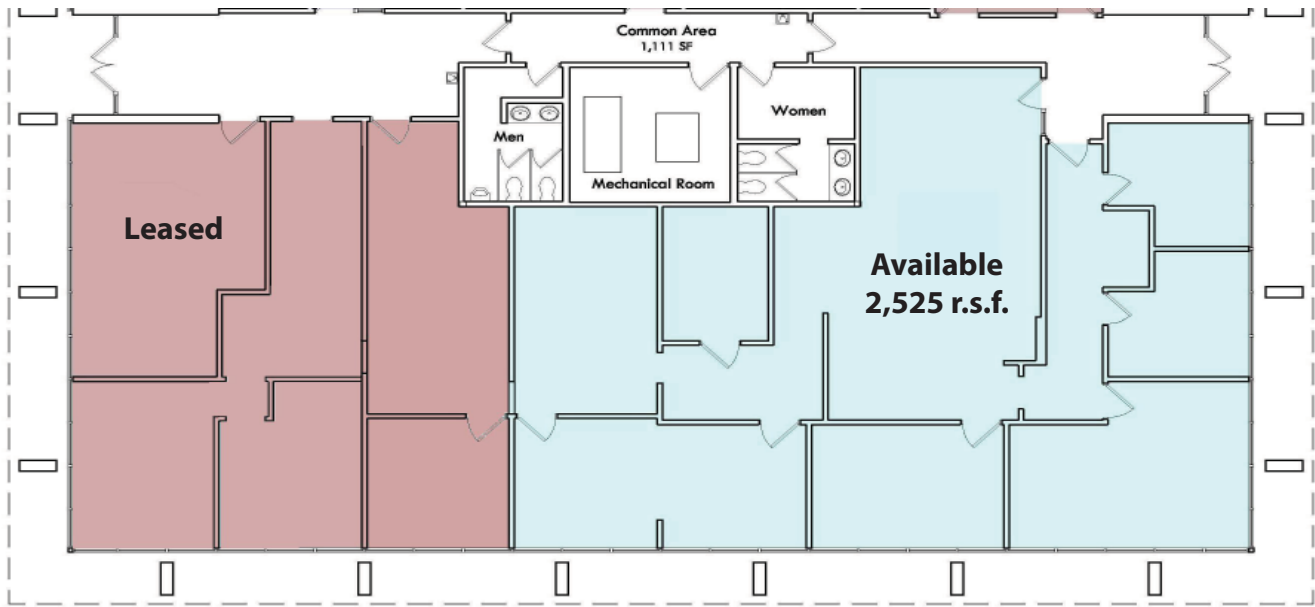 Common Area
1,111 SF
Women
Men
Mechanical Room
Leased
Available
2,525 r.s.f.